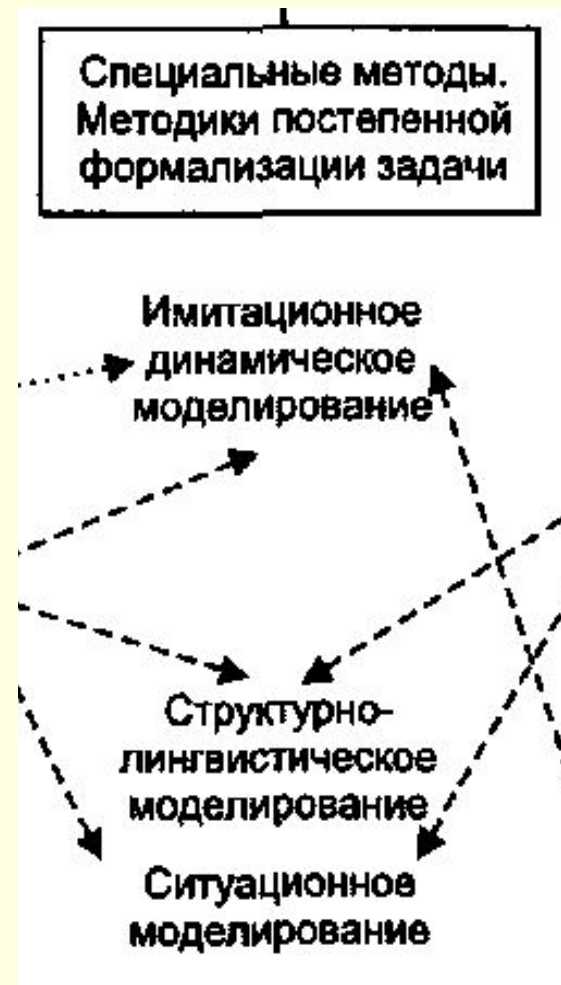 Специальные методы.
Методики постепенной
формализации задачи
Имитационное
динамическое
моделирование
Структурно-
лингвистическое
моделирование
Ситуационное
моделирование